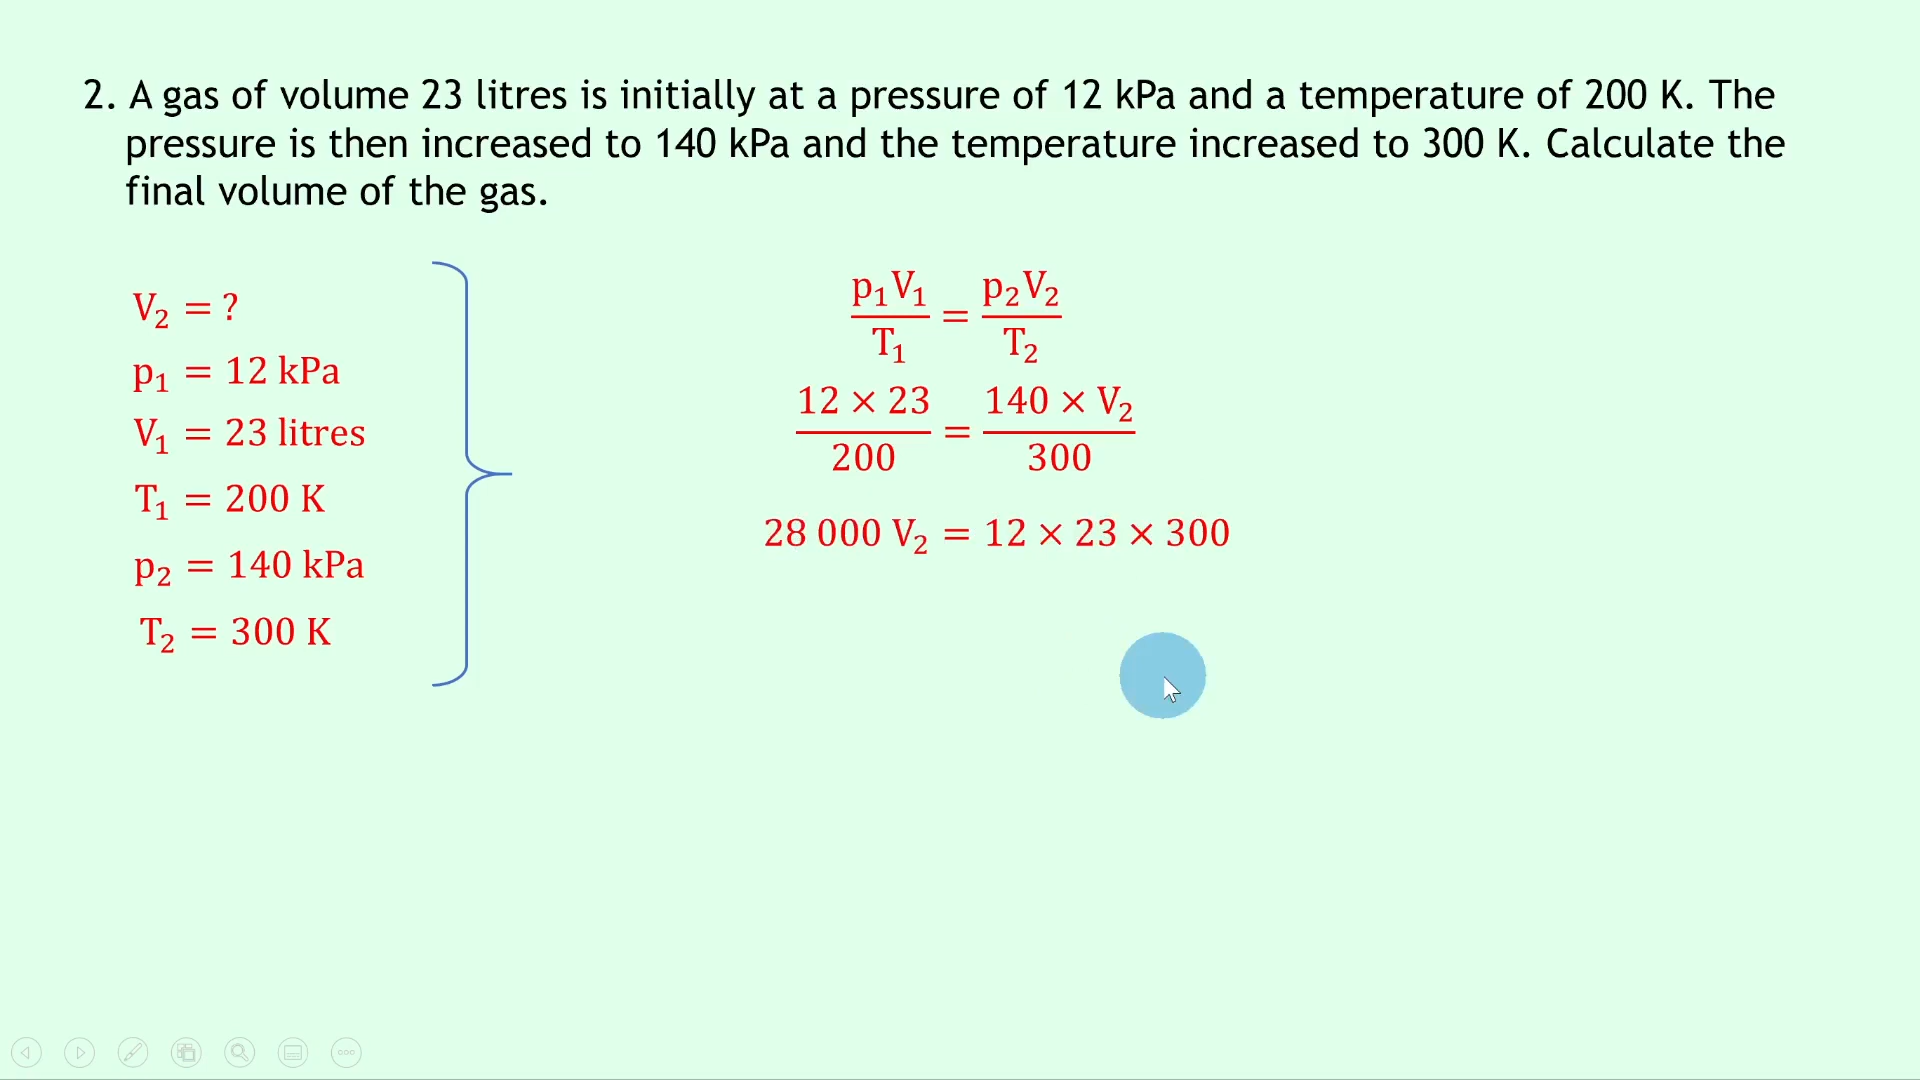 2. A gas of volume 23 litres is initially at a pressure of 12 kPa and a temperature of 200 K. The
pressure is then increased to 140 kPa and the temperature increased to 300 K. Calculate the
final volume of the gas.
V₂ = ?
p₁ = 12 kPa
V₁ = 23 litres
T₁ = 200 K
p₂ = 140 kPa
T₂ = 300 K
p₁V₁/T₁ = p₂V₂/T₂
12 × 23/200 = 140 × V₂/300
28 000 V₂ = 12 × 23 × 300